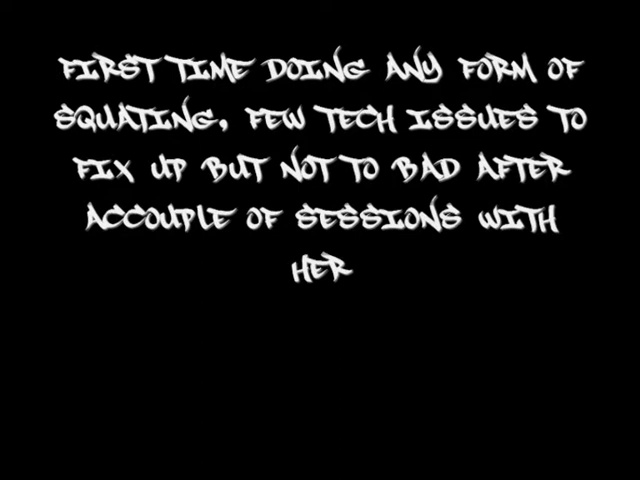 FIRST TIME DOING ANY FORM OF
SQUATING, FEW TECH ISSUES TO
FIX UP BUT NOT TO BAD AFTER
ACCOUPLE OF SESSIONS WITH
HER